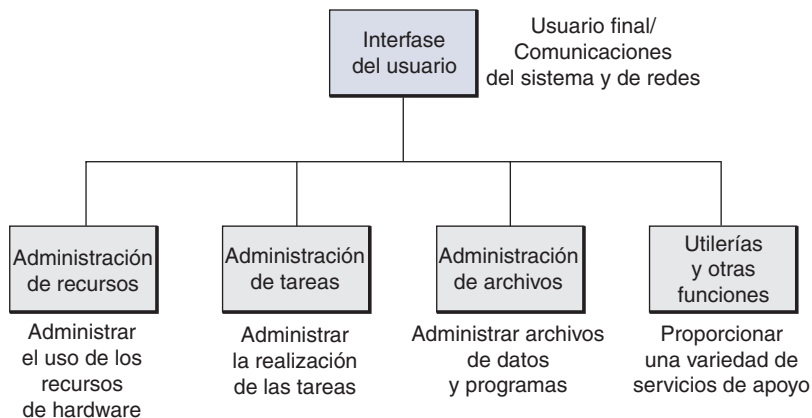 Interfase
del usuario
Usuario final/
Comunicaciones
del sistema y de redes
Administración
de recursos
Administrar
el uso de los
recursos
de hardware
Administración
de tareas
Administrar
la realización
de las tareas
Administración
de archivos
Administrar archivos
de datos
y programas
Utilerías
y otras
funciones
Proporcionar
una variedad de
servicios de apoyo